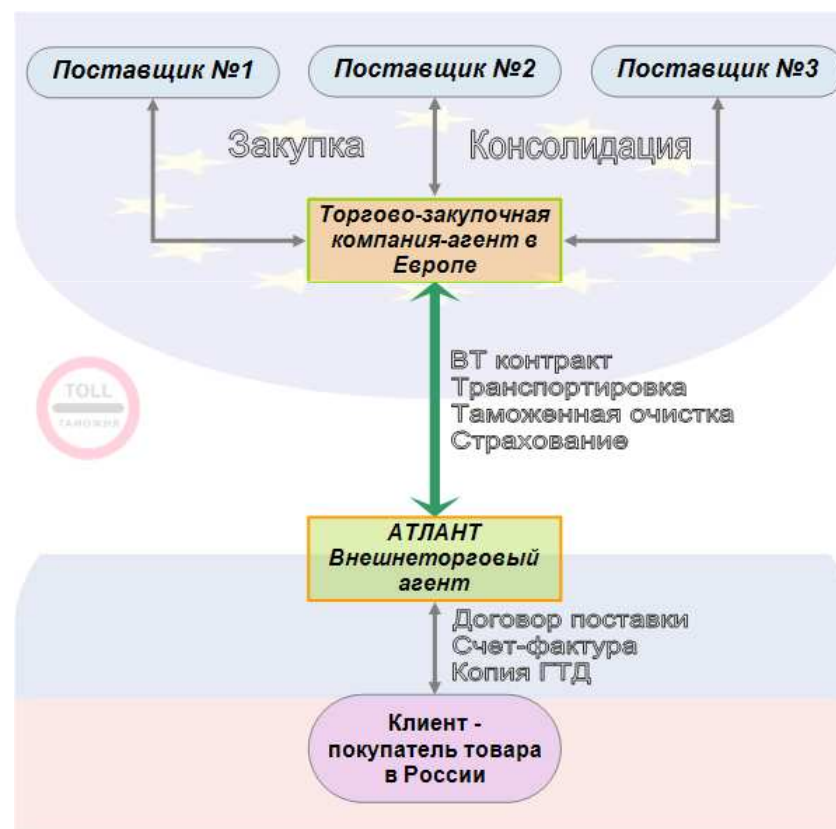 Поставщик №1
Поставщик №2
Поставщик №3
Закупка
Консолидация
Торгово-закупочная
компания-агент в
Европе
ВТ контракт
Транспортировка
Таможенная очистка
Страхование
TOLL
ТАМОЖНЯ
АТЛАНТ
Внешнеторговый
агент
Договор поставки
Счет-фактура
Копия ГТД
Клиент -
покупатель товара
в России